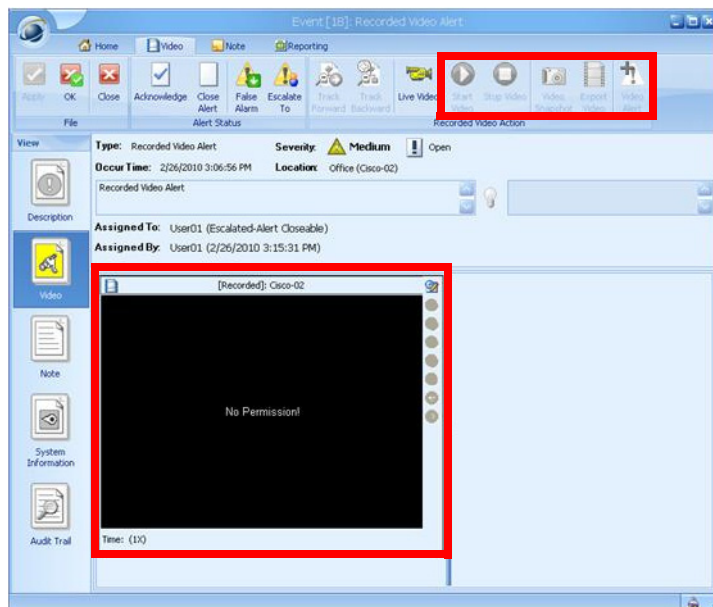 Event [18]: Recorded Video Alert
Home Video Note Reporting
Apply OK Close Acknowledge Close Alert False Alarm Escalate To Track Forward Track Backward Live Video Start Video Stop Video Video Snapshot Export Video Video Alert
File Alert Status Recorded Video Action
View
Type: Recorded Video Alert Severity: Medium Open
Occur Time: 2/26/2010 3:06:56 PM Location: Office (Cisco-02)
Recorded Video Alert
Description
Assigned To: User01 (Escalated-Alert Closeable)
Assigned By: User01 (2/26/2010 3:15:31 PM)
[Recorded]: Cisco-02
Video
Note
No Permission!
System Information
Audit Trail
Time: (1X)